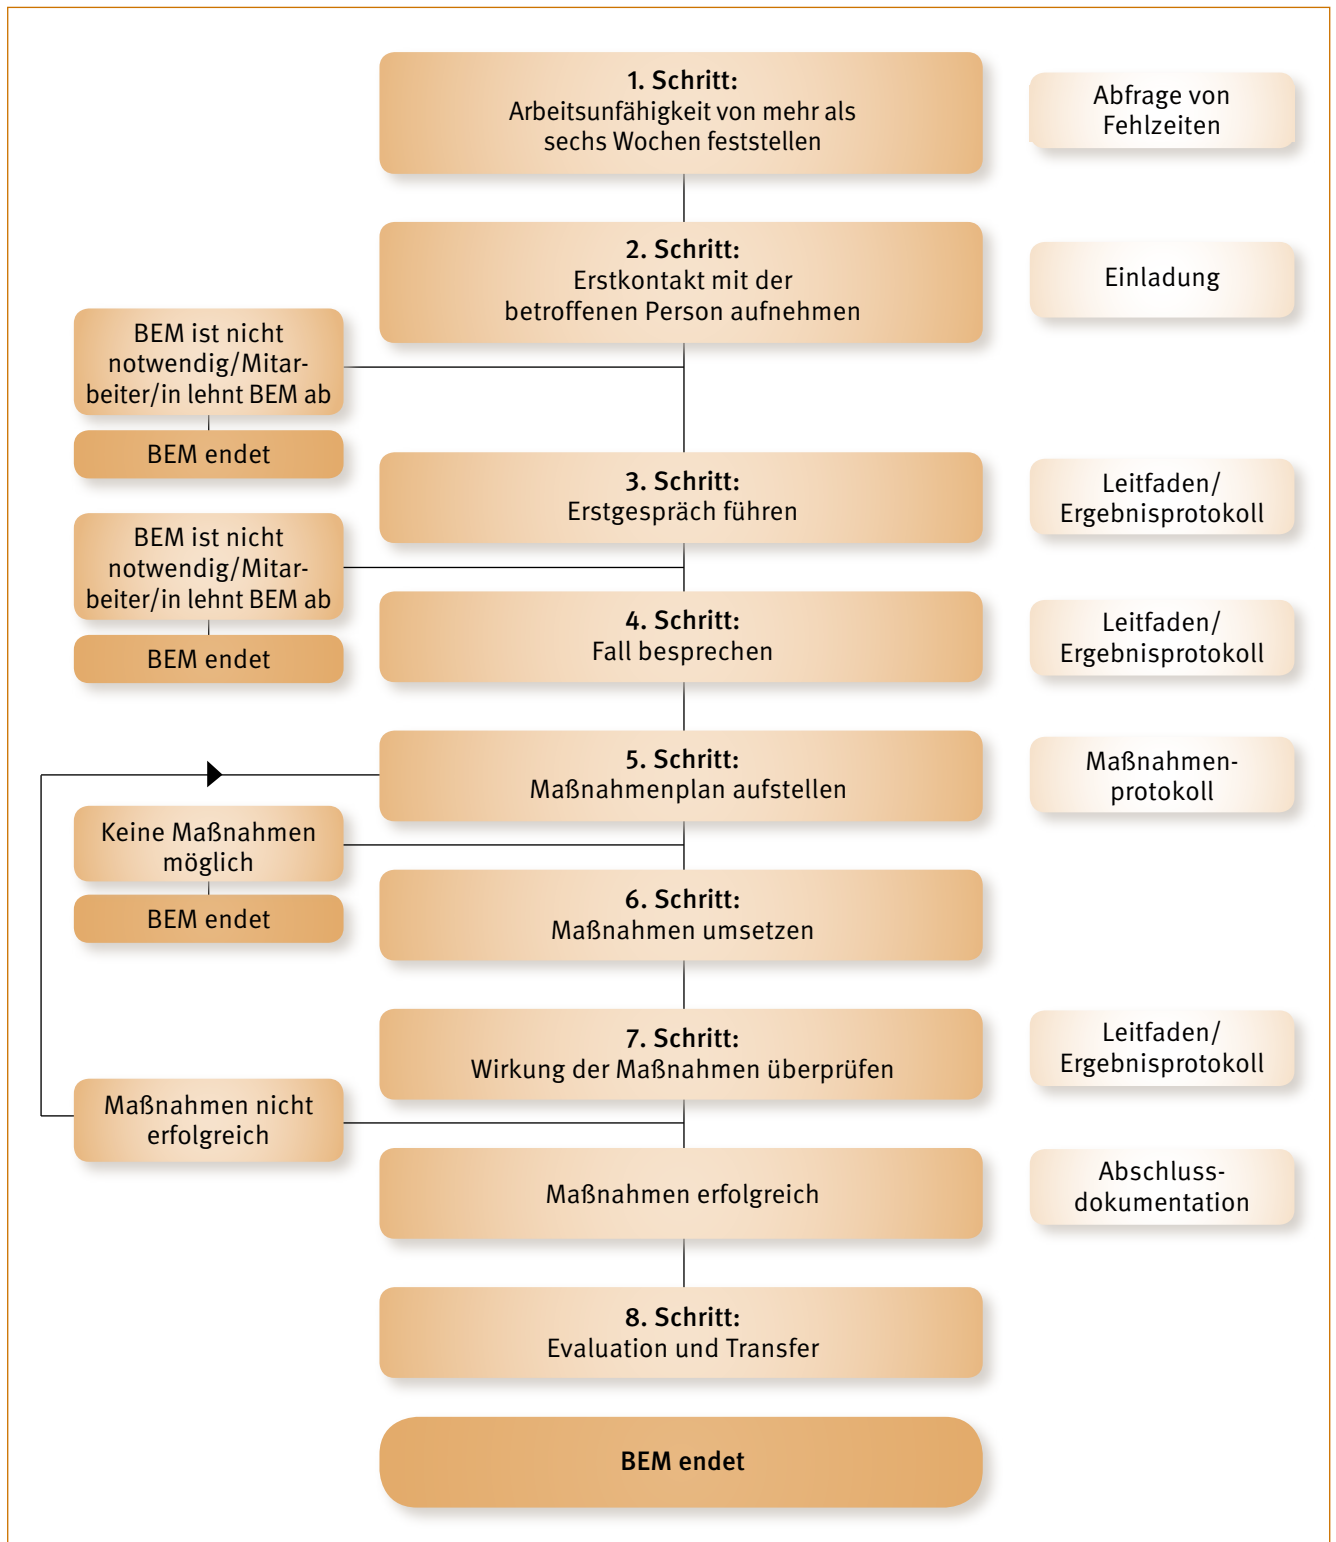 1. Schritt:
Arbeitsunfähigkeit von mehr als
sechs Wochen feststellen
Abfrage von
Fehlzeiten
2. Schritt:
Erstkontakt mit der
betroffenen Person aufnehmen
Einladung
BEM ist nicht
notwendig/Mitar-
beiter/in lehnt BEM ab
BEM endet
3. Schritt:
Erstgespräch führen
Leitfaden/
Ergebnisprotokoll
BEM ist nicht
notwendig/Mitar-
beiter/in lehnt BEM ab
BEM endet
4. Schritt:
Fall besprechen
Leitfaden/
Ergebnisprotokoll
5. Schritt:
Maßnahmenplan aufstellen
Maßnahmen-
protokoll
Keine Maßnahmen
möglich
BEM endet
6. Schritt:
Maßnahmen umsetzen
7. Schritt:
Wirkung der Maßnahmen überprüfen
Leitfaden/
Ergebnisprotokoll
Maßnahmen nicht
erfolgreich
Maßnahmen erfolgreich
Abschluss-
dokumentation
8. Schritt:
Evaluation und Transfer
BEM endet